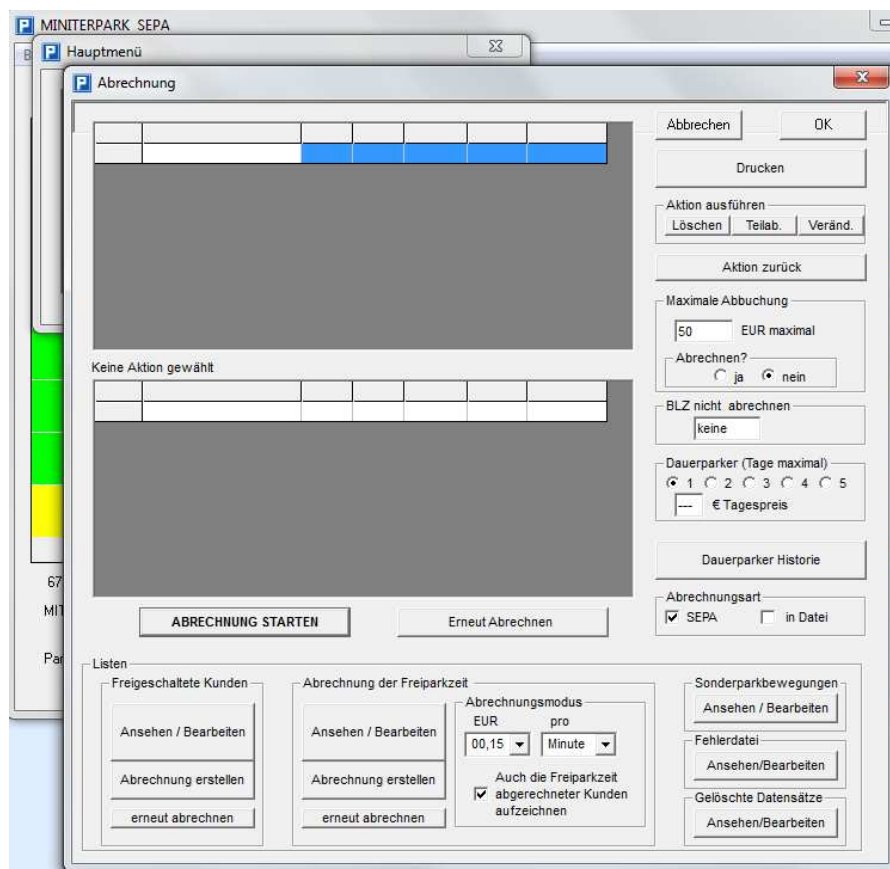 MINITERPARK SEPA
B
Hauptmenü
Abrechnung
Abbrechen
OK
Drucken
Aktion ausführen
Löschen
Teilab.
Veränd.
Aktion zurück
Maximale Abbuchung
50 EUR maximal
Abrechnen?
ja nein
Keine Aktion gewählt
BLZ nicht abrechnen
keine
Dauerparker (Tage maximal)
1 2 3 4 5
--- € Tagespreis
Dauerparker Historie
67
MIT
Par
Abrechnungsart
SEPA in Datei
ABRECHNUNG STARTEN
Erneut Abrechnen
Listen
Freigeschaltete Kunden
Ansehen / Bearbeiten
Abrechnung erstellen
erneut abrechnen
Abrechnung der Freiparkzeit
Ansehen / Bearbeiten
Abrechnung erstellen
erneut abrechnen
Abrechnungsmodus
EUR pro
00,15 Minute
Auch die Freiparkzeit
abgerechneter Kunden
aufzeichnen
Sonderparkbewegungen
Ansehen / Bearbeiten
Fehlerdatei
Ansehen/Bearbeiten
Gelöschte Datensätze
Ansehen/Bearbeiten